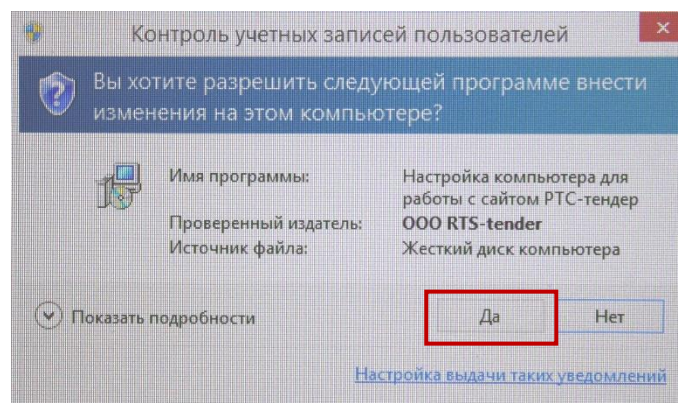 Контроль учетных записей пользователей
Вы хотите разрешить следующей программе внести
изменения на этом компьютере?
Имя программы: Настройка компьютера для
работы с сайтом РТС-тендер
Проверенный издатель: ООО RTS-tender
Источник файла: Жесткий диск компьютера
Показать подробности Да Нет
Настройка выдачи таких уведомлений